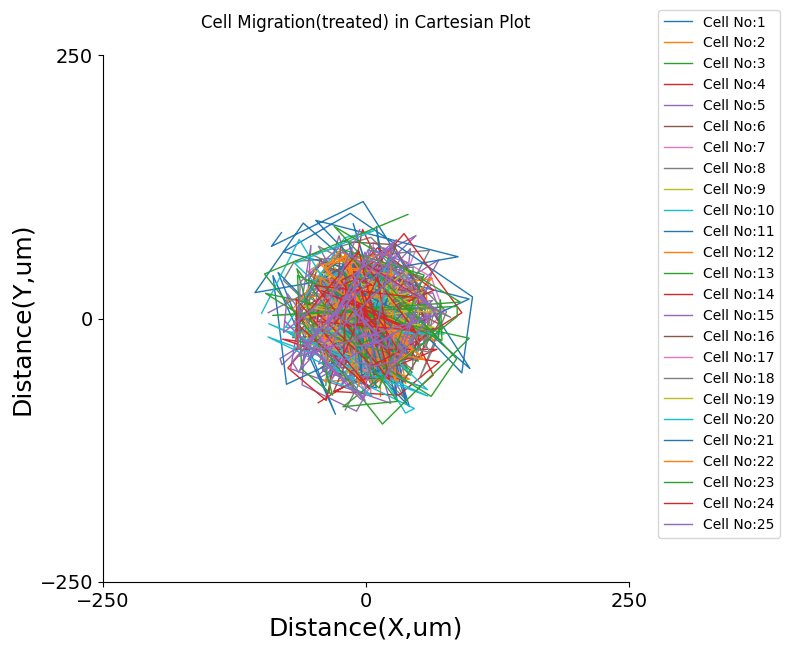 Cell Migration(treated) in Cartesian Plot
250
0
−250
−250
0
250
Distance(Y,um)
Distance(X,um)
Cell No:1
Cell No:2
Cell No:3
Cell No:4
Cell No:5
Cell No:6
Cell No:7
Cell No:8
Cell No:9
Cell No:10
Cell No:11
Cell No:12
Cell No:13
Cell No:14
Cell No:15
Cell No:16
Cell No:17
Cell No:18
Cell No:19
Cell No:20
Cell No:21
Cell No:22
Cell No:23
Cell No:24
Cell No:25